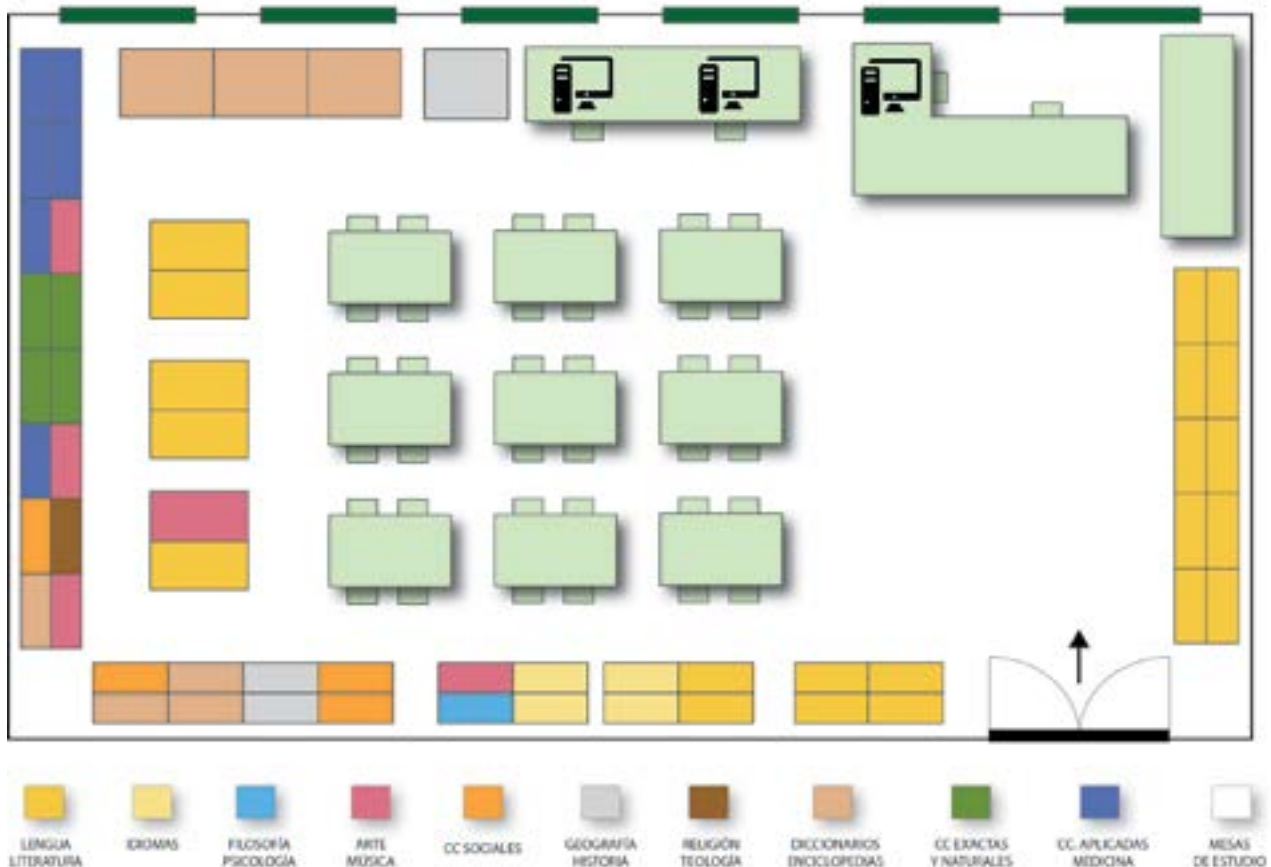 LENGUA
LITERATURA
IDIOMAS
FILOSOFÍA
PSICOLOGÍA
ARTE
MÚSICA
CC SOCIALES
GEOGRAFÍA
HISTORIA
RELIGIÓN
TEOLOGÍA
DICCIONARIOS
ENCICLOPEDIAS
CC EXACTAS
Y NATURALES
CC. APLICADAS
MEDICINA
MESAS
DE ESTUDIO